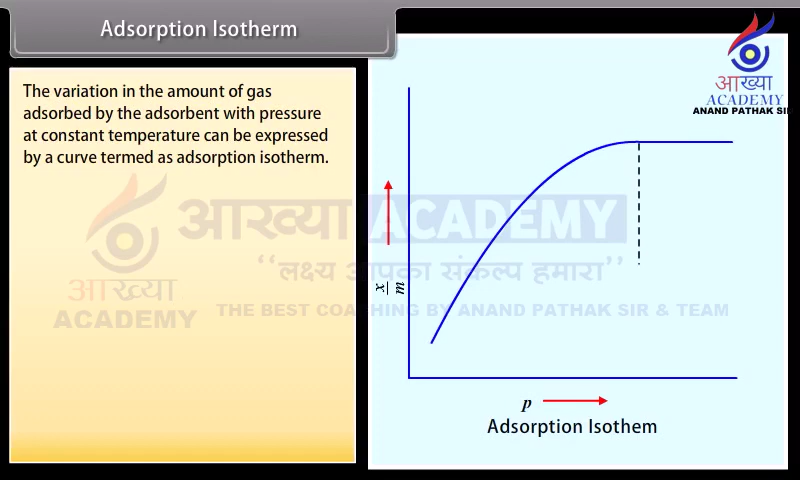 Adsorption Isotherm
The variation in the amount of gas
adsorbed by the adsorbent with pressure
at constant temperature can be expressed
by a curve termed as adsorption isotherm.
आख्या
ACADEMY
ANAND PATHAK SIR
आख्या ACADEMY
‘‘लक्ष्य आपका संकल्प हमारा’’
आख्या
ACADEMY
THE BEST COACHING BY ANAND PATHAK SIR & TEAM
x
m
p
Adsorption Isothem